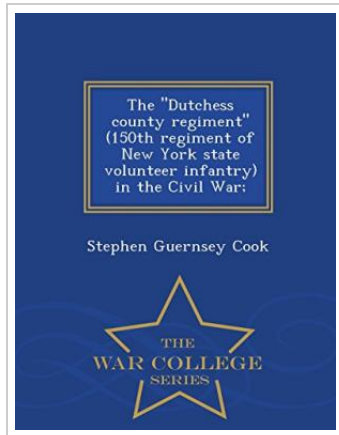 The "Dutchess
county regiment"
(150th regiment of
New York state
volunteer infantry)
in the Civil War;
Stephen Guernsey Cook
THE
WAR COLLEGE
SERIES